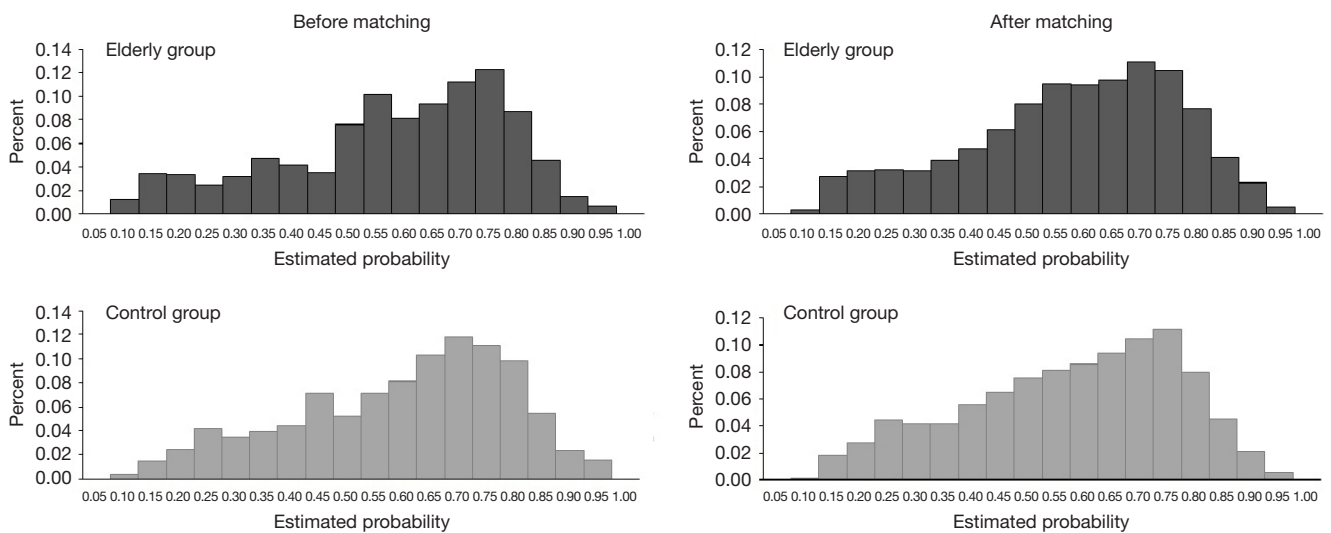 Before matching
Elderly group
0.14
0.12
0.10
0.08
0.06
0.04
0.02
0.00
Percent
0.05 0.10 0.15 0.20 0.25 0.30 0.35 0.40 0.45 0.50 0.55 0.60 0.65 0.70 0.75 0.80 0.85 0.90 0.95 1.00
Estimated probability
After matching
Elderly group
0.12
0.10
0.08
0.06
0.04
0.02
0.00
Percent
0.05 0.10 0.15 0.20 0.25 0.30 0.35 0.40 0.45 0.50 0.55 0.60 0.65 0.70 0.75 0.80 0.85 0.90 0.95 1.00
Estimated probability
Control group
0.14
0.12
0.10
0.08
0.06
0.04
0.02
0.00
Percent
0.05 0.10 0.15 0.20 0.25 0.30 0.35 0.40 0.45 0.50 0.55 0.60 0.65 0.70 0.75 0.80 0.85 0.90 0.95 1.00
Estimated probability
Control group
0.12
0.10
0.08
0.06
0.04
0.02
0.00
Percent
0.05 0.10 0.15 0.20 0.25 0.30 0.35 0.40 0.45 0.50 0.55 0.60 0.65 0.70 0.75 0.80 0.85 0.90 0.95 1.00
Estimated probability